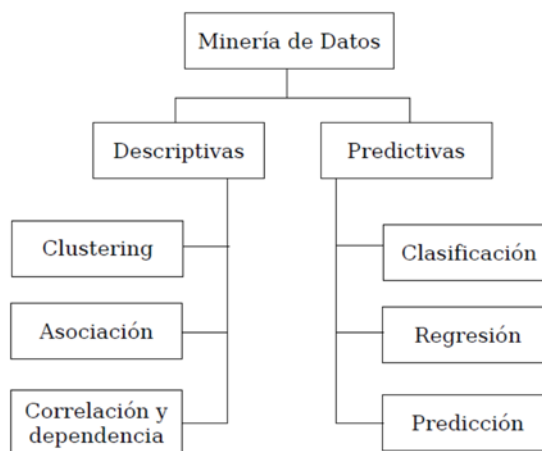 Minería de Datos
Descriptivas
Predictivas
Clustering
Clasificación
Asociación
Regresión
Correlación y
dependencia
Predicción